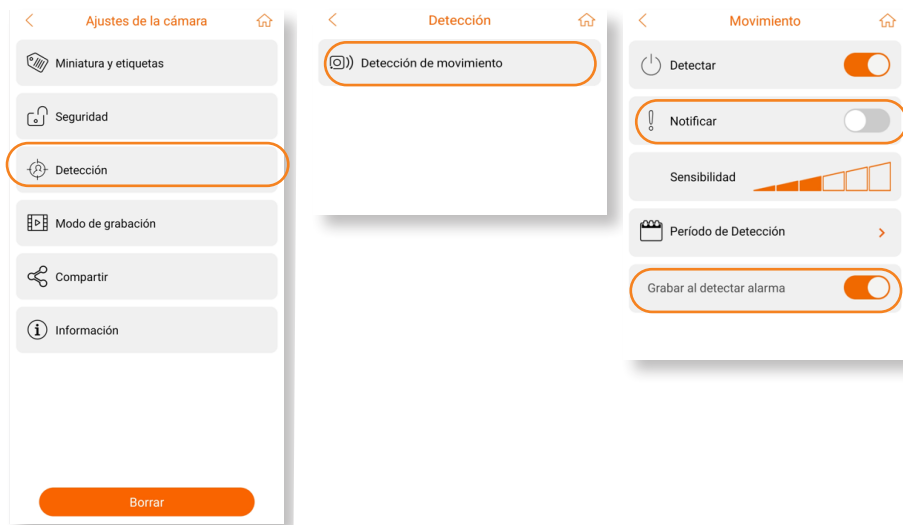 Ajustes de la cámara
Miniatura y etiquetas
Seguridad
Detección
Modo de grabación
Compartir
Información
Borrar
Detección
Detección de movimiento
Movimiento
Detectar
Notificar
Sensibilidad
Período de Detección
Grabar al detectar alarma